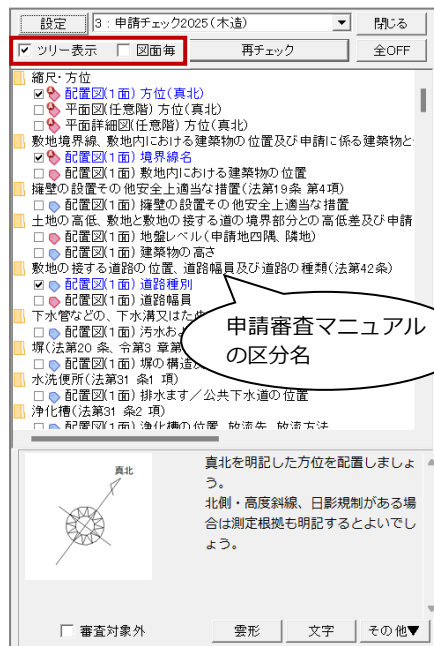 設定 3：申請チェック2025(木造) 閉じる
ツリー表示 図面毎 再チェック 全OFF
縮尺・方位
配置図(1面) 方位(真北)
平面図(任意階) 方位(真北)
平面詳細図(任意階) 方位(真北)
敷地境界線、敷地内における建築物の位置及び申請に係る建築物と
配置図(1面) 境界線名
配置図(1面) 敷地内における建築物の位置
擁壁の設置その他安全上適当な措置(法第19条 第4項)
配置図(1面) 擁壁の設置その他安全上適当な措置
土地の高低、敷地と敷地の接する道の境界部分との高低差及び申請
配置図(1面) 地盤レベル(申請地四隅、隣地)
配置図(1面) 建築物の高さ
敷地の接する道路の位置、道路幅員及び道路の種類(法第42条)
配置図(1面) 道路種別
配置図(1面) 道路幅員
下水管などの、下水溝又はため
配置図(1面) 汚水お
塀(法第20 条、令第3 章第
配置図(1面) 塀の構造
水洗便所(法第31 条1 項)
配置図(1面) 排水ます／公共下水道の位置
浄化槽(法第31 条2 項)
配置図(1面) 浄化槽の位置、放流先、放流方法
申請審査マニュアル
の区分名
真北
真北を明記した方位を配置しましょ
う。
北側・高度斜線、日影規制がある場
合は測定根拠も明記するとよいでし
ょう。
審査対象外 雲形 文字 その他▼